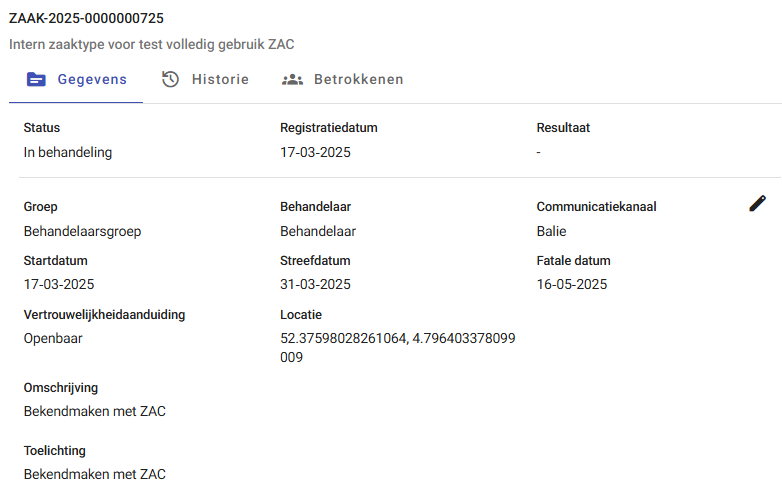 ZAAK-2025-0000000725
Intern zaaktype voor test volledig gebruik ZAC
Gegevens Historie Betrokkenen
Status Registratiedatum Resultaat
In behandeling 17-03-2025 -
Groep Behandelaar Communicatiekanaal
Behandelaarsgroep Behandelaar Balie
Startdatum Streefdatum Fatale datum
17-03-2025 31-03-2025 16-05-2025
Vertrouwelijkheidaanduiding Locatie
Openbaar 52.37598028261064, 4.796403378099
009
Omschrijving
Bekendmaken met ZAC
Toelichting
Bekendmaken met ZAC